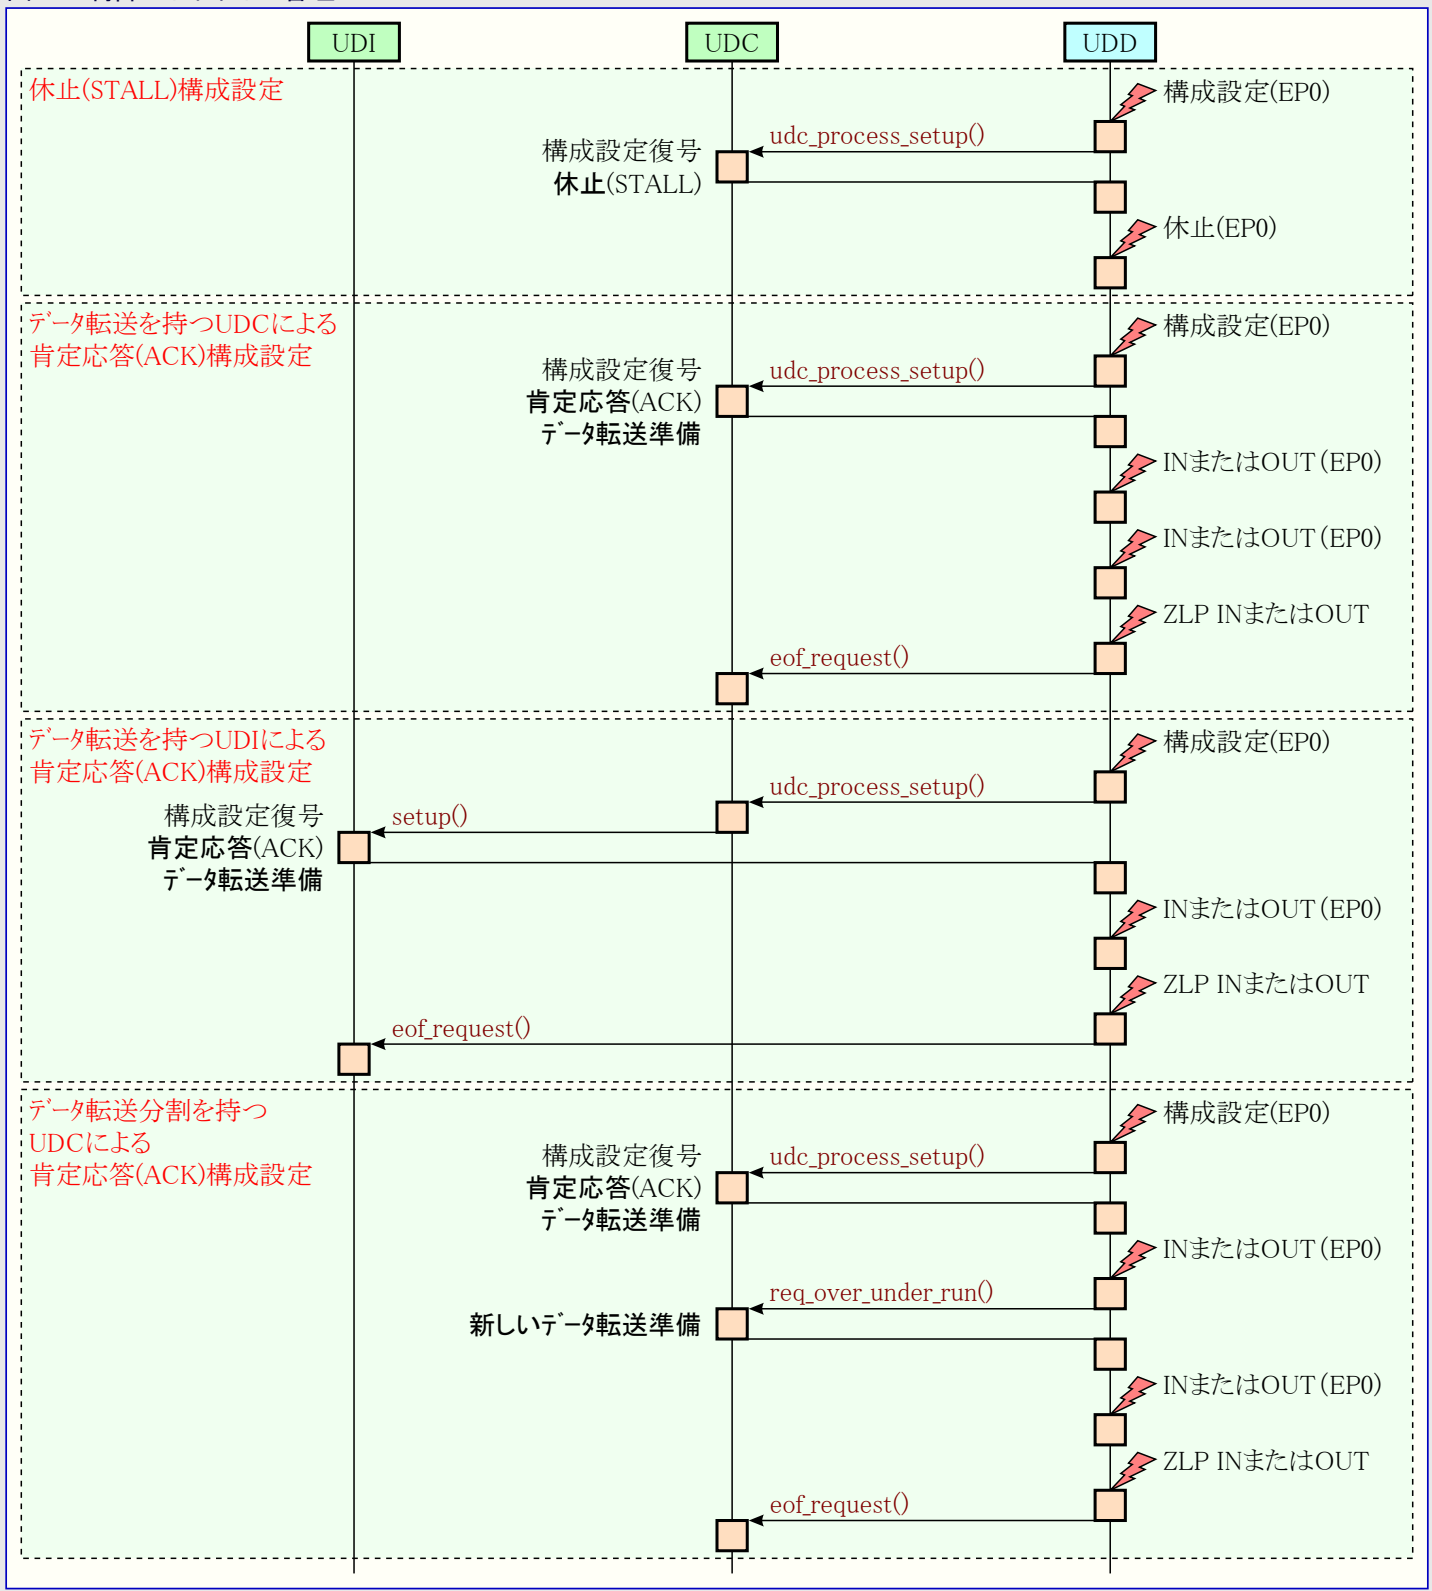 UDI
UDC
UDD
休止(STALL)構成設定
構成設定(EP0)
udc_process_setup()
構成設定復号
休止(STALL)
休止(EP0)
データ転送を持つUDCによる
肯定応答(ACK)構成設定
構成設定(EP0)
udc_process_setup()
構成設定復号
肯定応答(ACK)
データ転送準備
INまたはOUT(EP0)
INまたはOUT(EP0)
ZLP INまたはOUT
eof_request()
データ転送を持つUDIによる
肯定応答(ACK)構成設定
構成設定(EP0)
udc_process_setup()
setup()
構成設定復号
肯定応答(ACK)
データ転送準備
INまたはOUT(EP0)
ZLP INまたはOUT
eof_request()
データ転送分割を持つ
UDCによる
肯定応答(ACK)構成設定
構成設定(EP0)
udc_process_setup()
構成設定復号
肯定応答(ACK)
データ転送準備
INまたはOUT(EP0)
req_over_under_run()
新しいデータ転送準備
INまたはOUT(EP0)
ZLP INまたはOUT
eof_request()